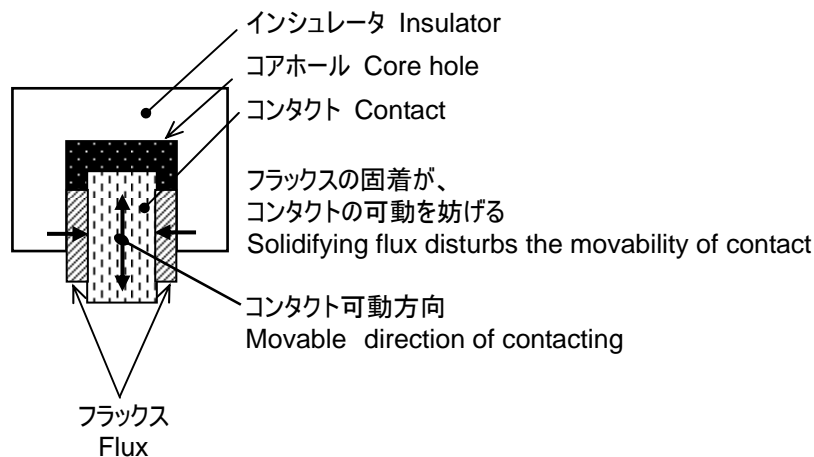 インシュレータ Insulator
コアホール Core hole
コンタクト Contact
フラックスの固着が、
コンタクトの可動を妨げる
Solidifying flux disturbs the movability of contact
コンタクト可動方向
Movable direction of contacting
フラックス
Flux